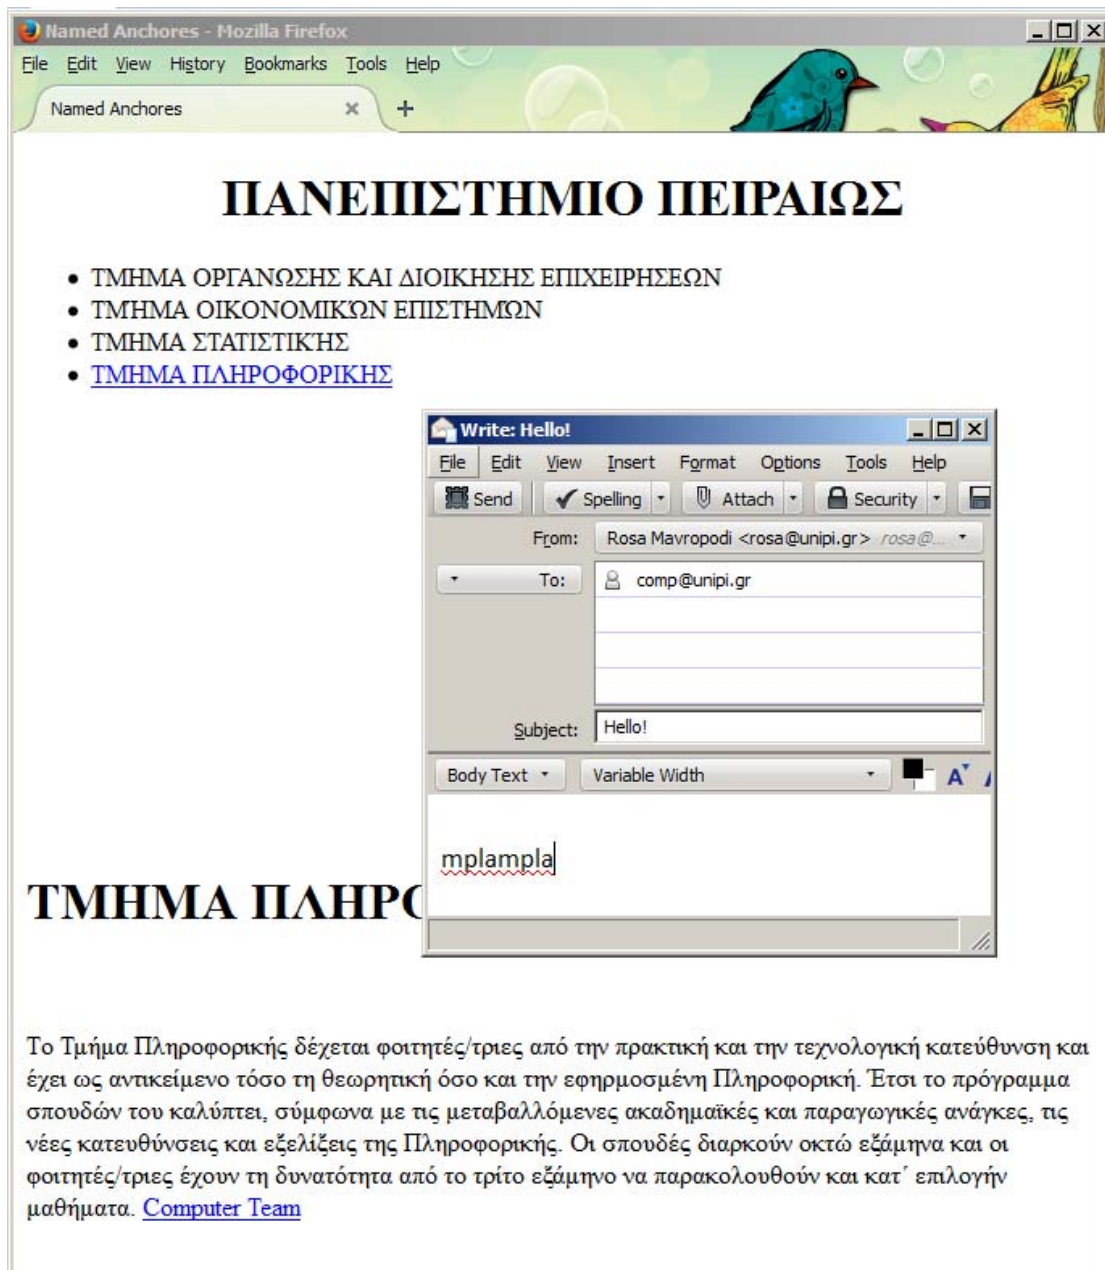 Named Anchores - Mozilla Firefox
File Edit View History Bookmarks Tools Help
Named Anchores
ΠΑΝΕΠΙΣΤΗΜΙΟ ΠΕΙΡΑΙΩΣ
ΤΜΗΜΑ ΟΡΓΑΝΩΣΗΣ ΚΑΙ ΔΙΟΙΚΗΣΗΣ ΕΠΙΧΕΙΡΗΣΕΩΝ
ΤΜΉΜΑ ΟΙΚΟΝΟΜΙΚΏΝ ΕΠΙΣΤΗΜΏΝ
ΤΜΗΜΑ ΣΤΑΤΙΣΤΙΚΉΣ
ΤΜΗΜΑ ΠΛΗΡΟΦΟΡΙΚΗΣ
Write: Hello!
File Edit View Insert Format Options Tools Help
Send Spelling Attach Security
From: Rosa Mavropodi <rosa@unipi.gr> rosa@...
To: comp@unipi.gr
Subject: Hello!
Body Text Variable Width A
mplampla
ΤΜΗΜΑ ΠΛΗΡΟ
Το Τμήμα Πληροφορικής δέχεται φοιτητές/τριες από την πρακτική και την τεχνολογική κατεύθυνση και
έχει ως αντικείμενο τόσο τη θεωρητική όσο και την εφηρμοσμένη Πληροφορική. Έτσι το πρόγραμμα
σπουδών του καλύπτει, σύμφωνα με τις μεταβαλλόμενες ακαδημαϊκές και παραγωγικές ανάγκες, τις
νέες κατευθύνσεις και εξελίξεις της Πληροφορικής. Οι σπουδές διαρκούν οκτώ εξάμηνα και οι
φοιτητές/τριες έχουν τη δυνατότητα από το τρίτο εξάμηνο να παρακολουθούν και κατ΄ επιλογήν
μαθήματα. Computer Team